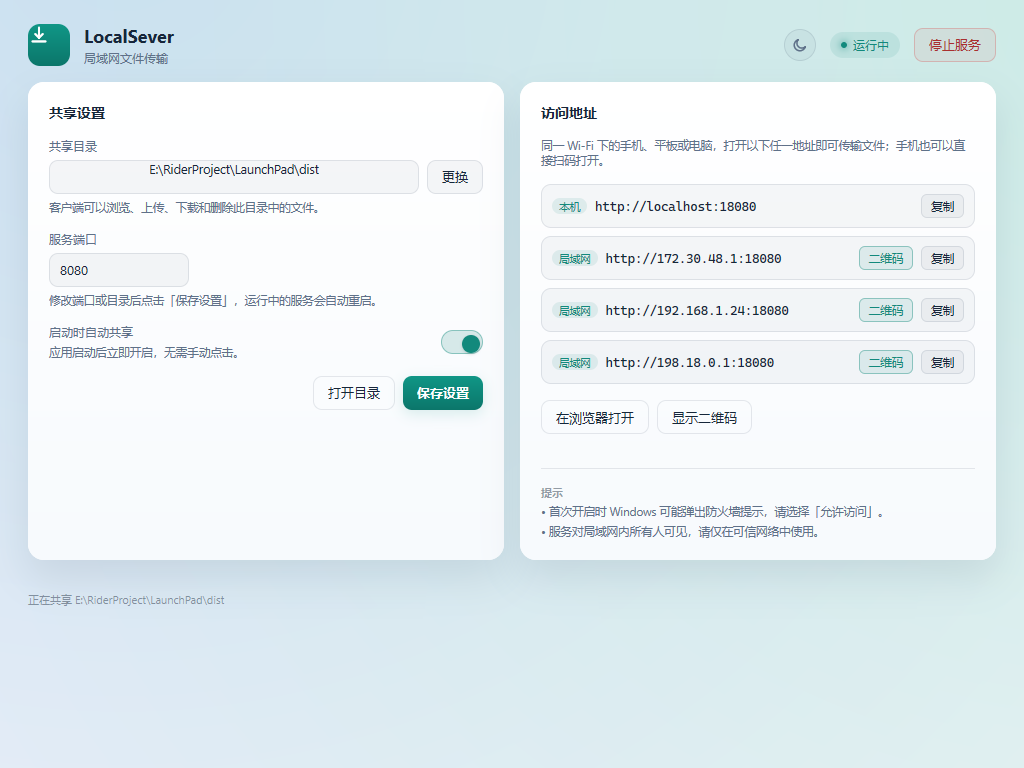 LocalSever
局域网文件传输
运行中
停止服务
共享设置
共享目录
E:\RiderProject\LaunchPad\dist
更换
客户端可以浏览、上传、下载和删除此目录中的文件。
服务端口
8080
修改端口或目录后点击「保存设置」，运行中的服务会自动重启。
启动时自动共享
应用启动后立即开启，无需手动点击。
打开目录
保存设置
访问地址
同一 Wi-Fi 下的手机、平板或电脑，打开以下任一地址即可传输文件；手机也可以直
接扫码打开。
本机 http://localhost:18080 复制
局域网 http://172.30.48.1:18080 二维码 复制
局域网 http://192.168.1.24:18080 二维码 复制
局域网 http://198.18.0.1:18080 二维码 复制
在浏览器打开 显示二维码
提示
• 首次开启时 Windows 可能弹出防火墙提示，请选择「允许访问」。
• 服务对局域网内所有人可见，请仅在可信网络中使用。
正在共享 E:\RiderProject\LaunchPad\dist